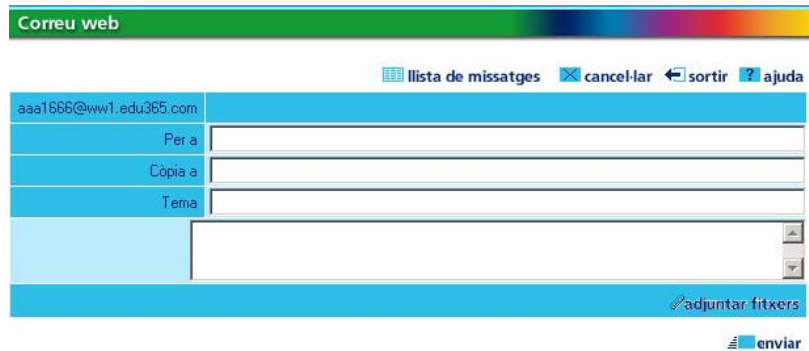 Correu web
llista de missatges cancel·lar sortir ? ajuda
aaa1666@ww1.edu365.com
Per a
Còpia a
Tema
adjuntar fitxers
enviar